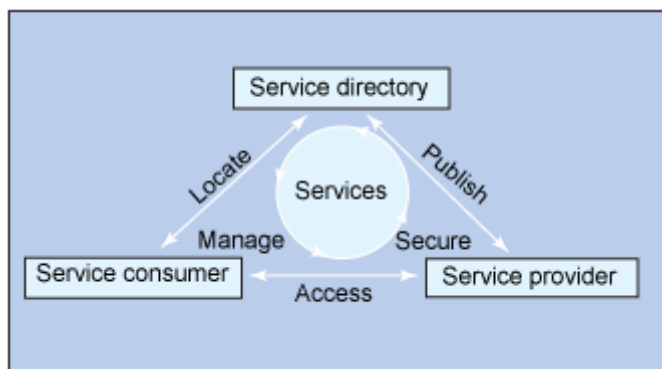 Service directory
Locate
Publish
Services
Manage
Secure
Service consumer
Access
Service provider